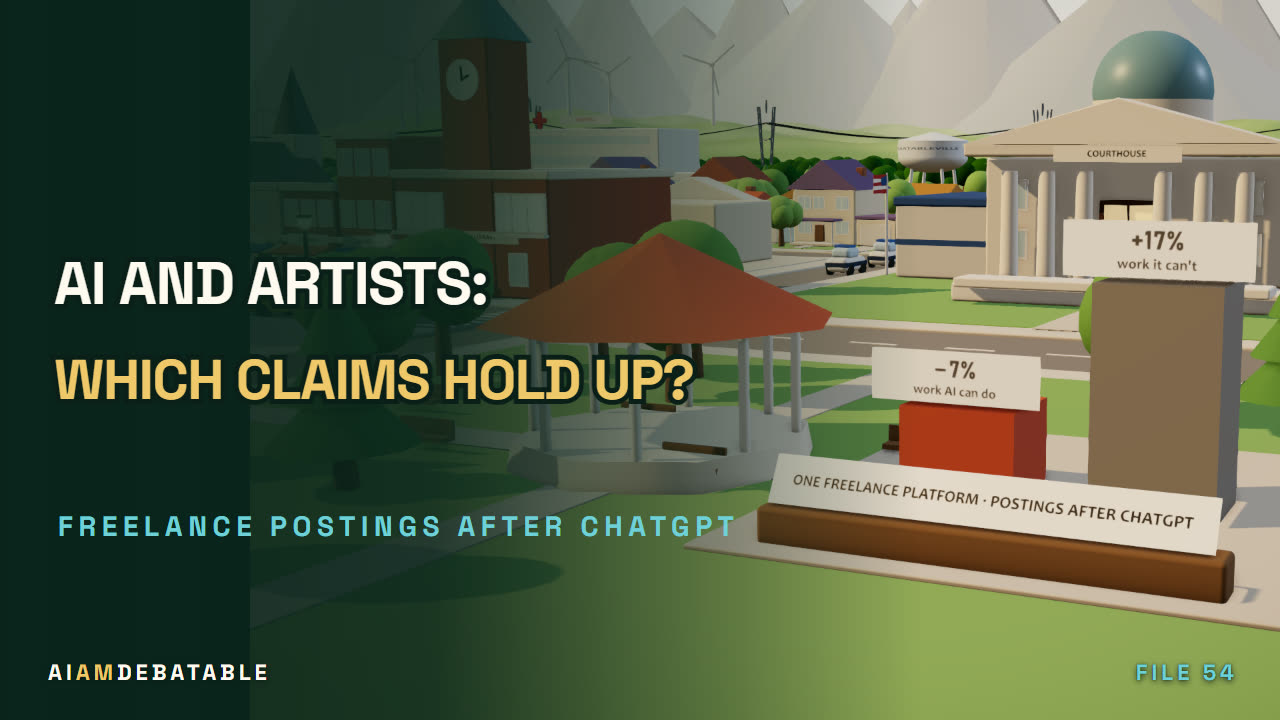 AI AND ARTISTS:
WHICH CLAIMS HOLD UP?
FREELANCE POSTINGS AFTER CHATGPT
COURTHOUSE
+17%
work it can't
−7%
work AI can do
ONE FREELANCE PLATFORM · POSTINGS AFTER CHATGPT
AIAMDEBATABLE
FILE 54